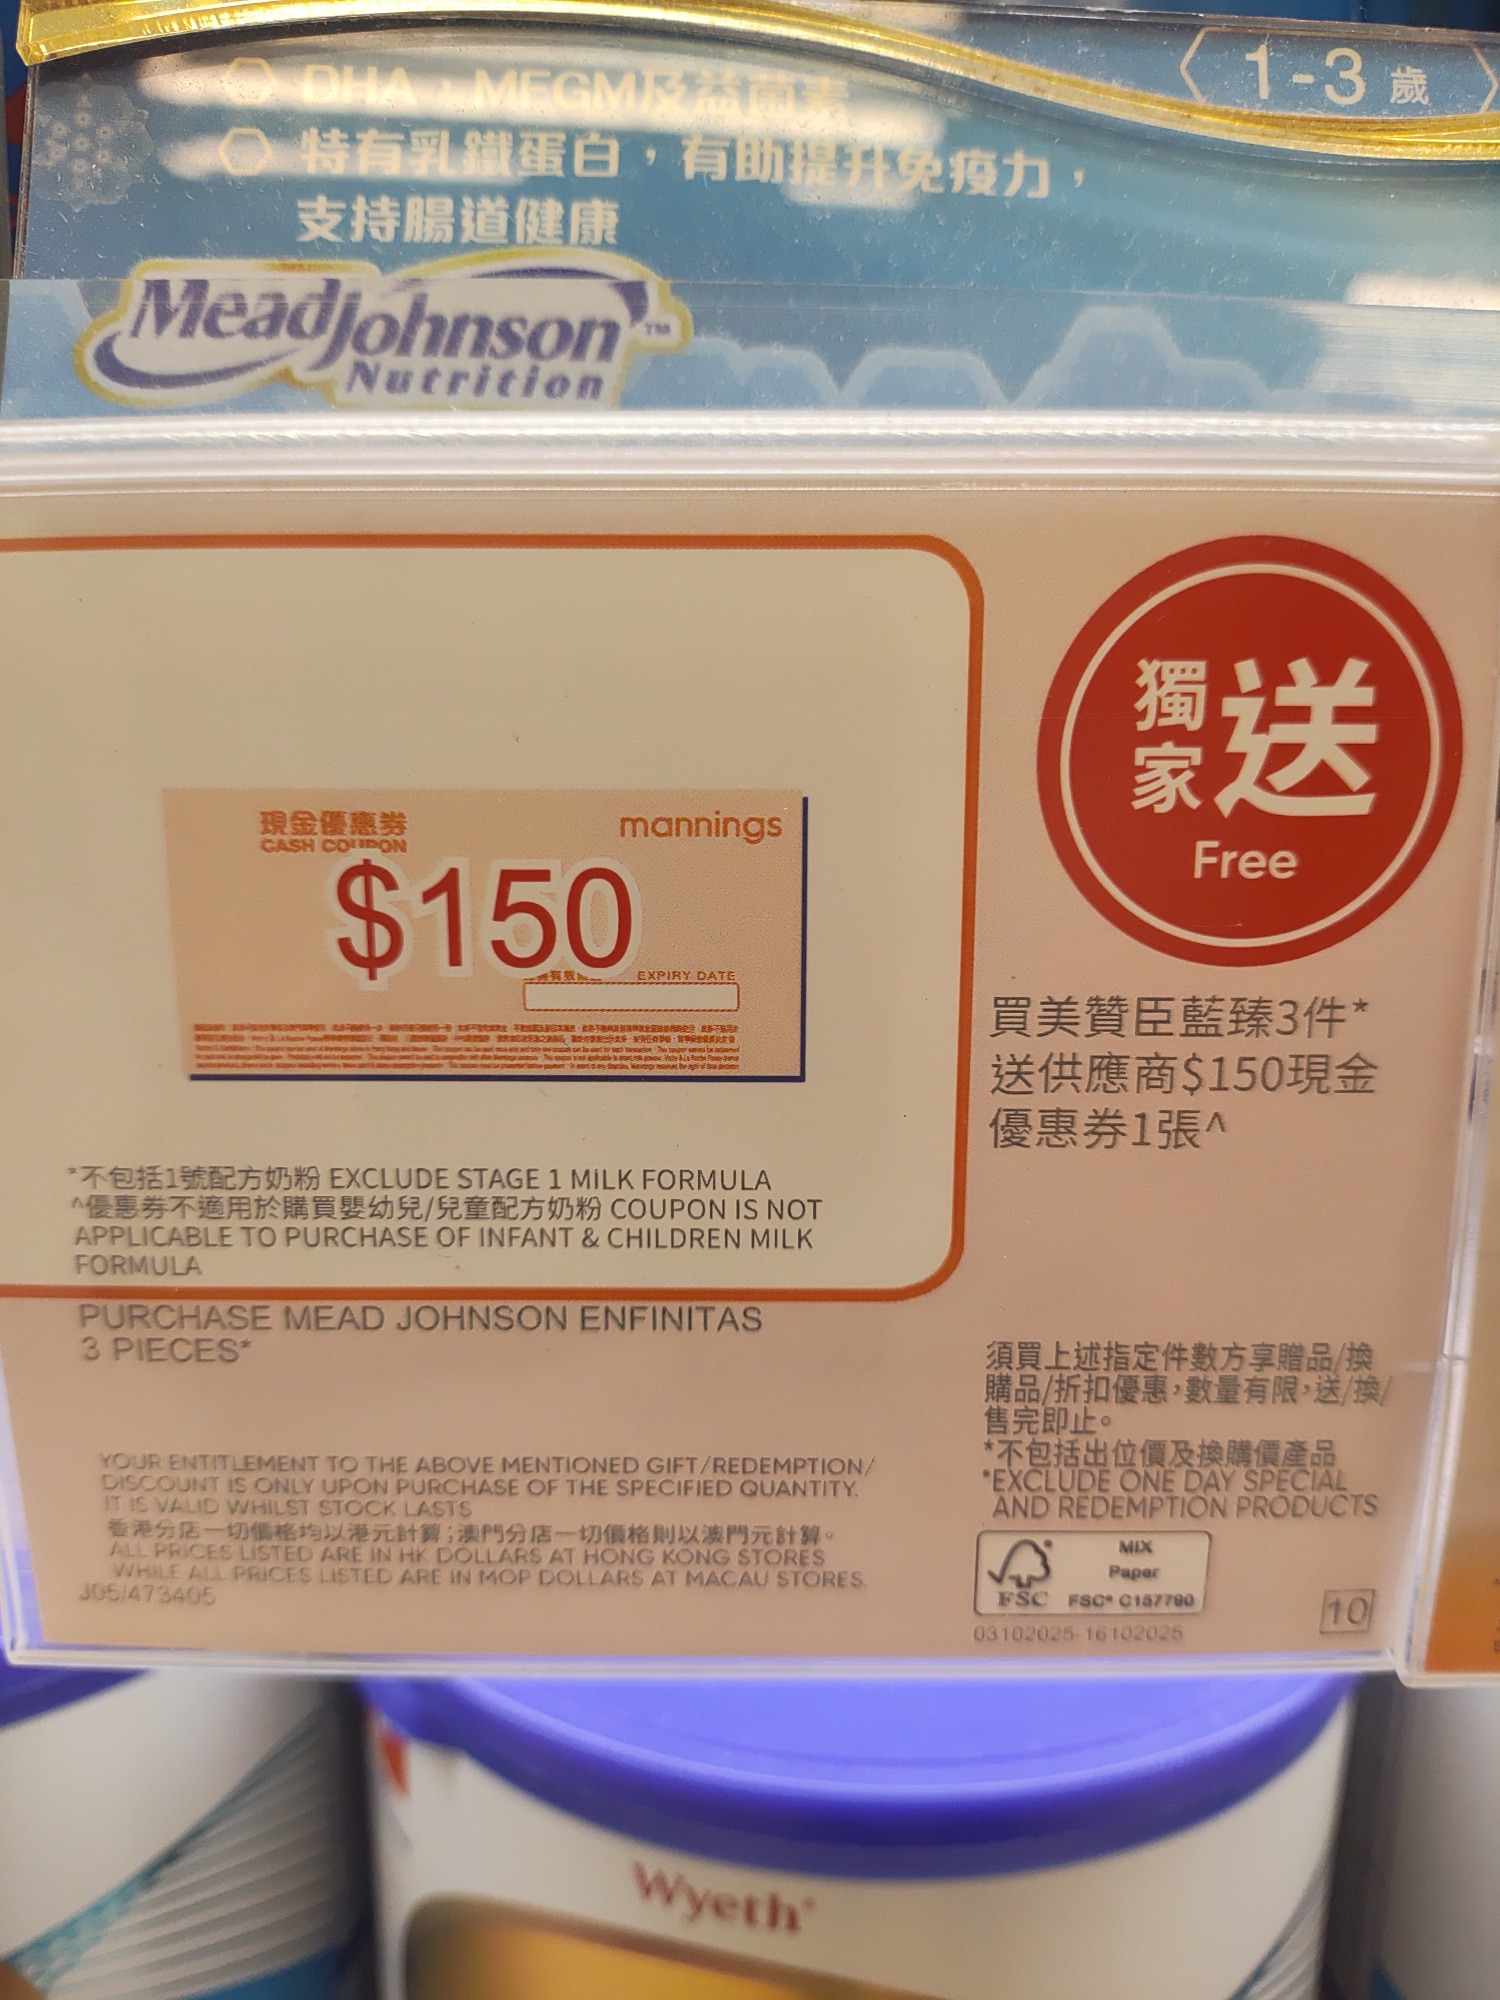 1-3 歲
DHA、MFGM及益菌素
特有乳鐵蛋白，有助提升免疫力，
支持腸道健康
MeadJohnson™
Nutrition
獨家送
Free
現金優惠券
CASH COUPON
mannings
$150
EXPIRY DATE
買美贊臣藍臻3件*
送供應商$150現金
優惠券1張^
*不包括1號配方奶粉 EXCLUDE STAGE 1 MILK FORMULA
^優惠券不適用於購買嬰幼兒/兒童配方奶粉 COUPON IS NOT
APPLICABLE TO PURCHASE OF INFANT & CHILDREN MILK
FORMULA
PURCHASE MEAD JOHNSON ENFINITAS
3 PIECES*
須買上述指定件數方享贈品/換
購品/折扣優惠，數量有限，送/換/
售完即止。
*不包括出位價及換購價產品
*EXCLUDE ONE DAY SPECIAL
AND REDEMPTION PRODUCTS
YOUR ENTITLEMENT TO THE ABOVE MENTIONED GIFT/REDEMPTION/
DISCOUNT IS ONLY UPON PURCHASE OF THE SPECIFIED QUANTITY.
IT IS VALID WHILST STOCK LASTS
香港分店一切價格均以港元計算；澳門分店一切價格則以澳門元計算。
ALL PRICES LISTED ARE IN HK DOLLARS AT HONG KONG STORES
WHILE ALL PRICES LISTED ARE IN MOP DOLLARS AT MACAU STORES.
J05/473405
FSC
MIX
Paper
FSC® C157790
03102025-16102025
10
Wyeth®